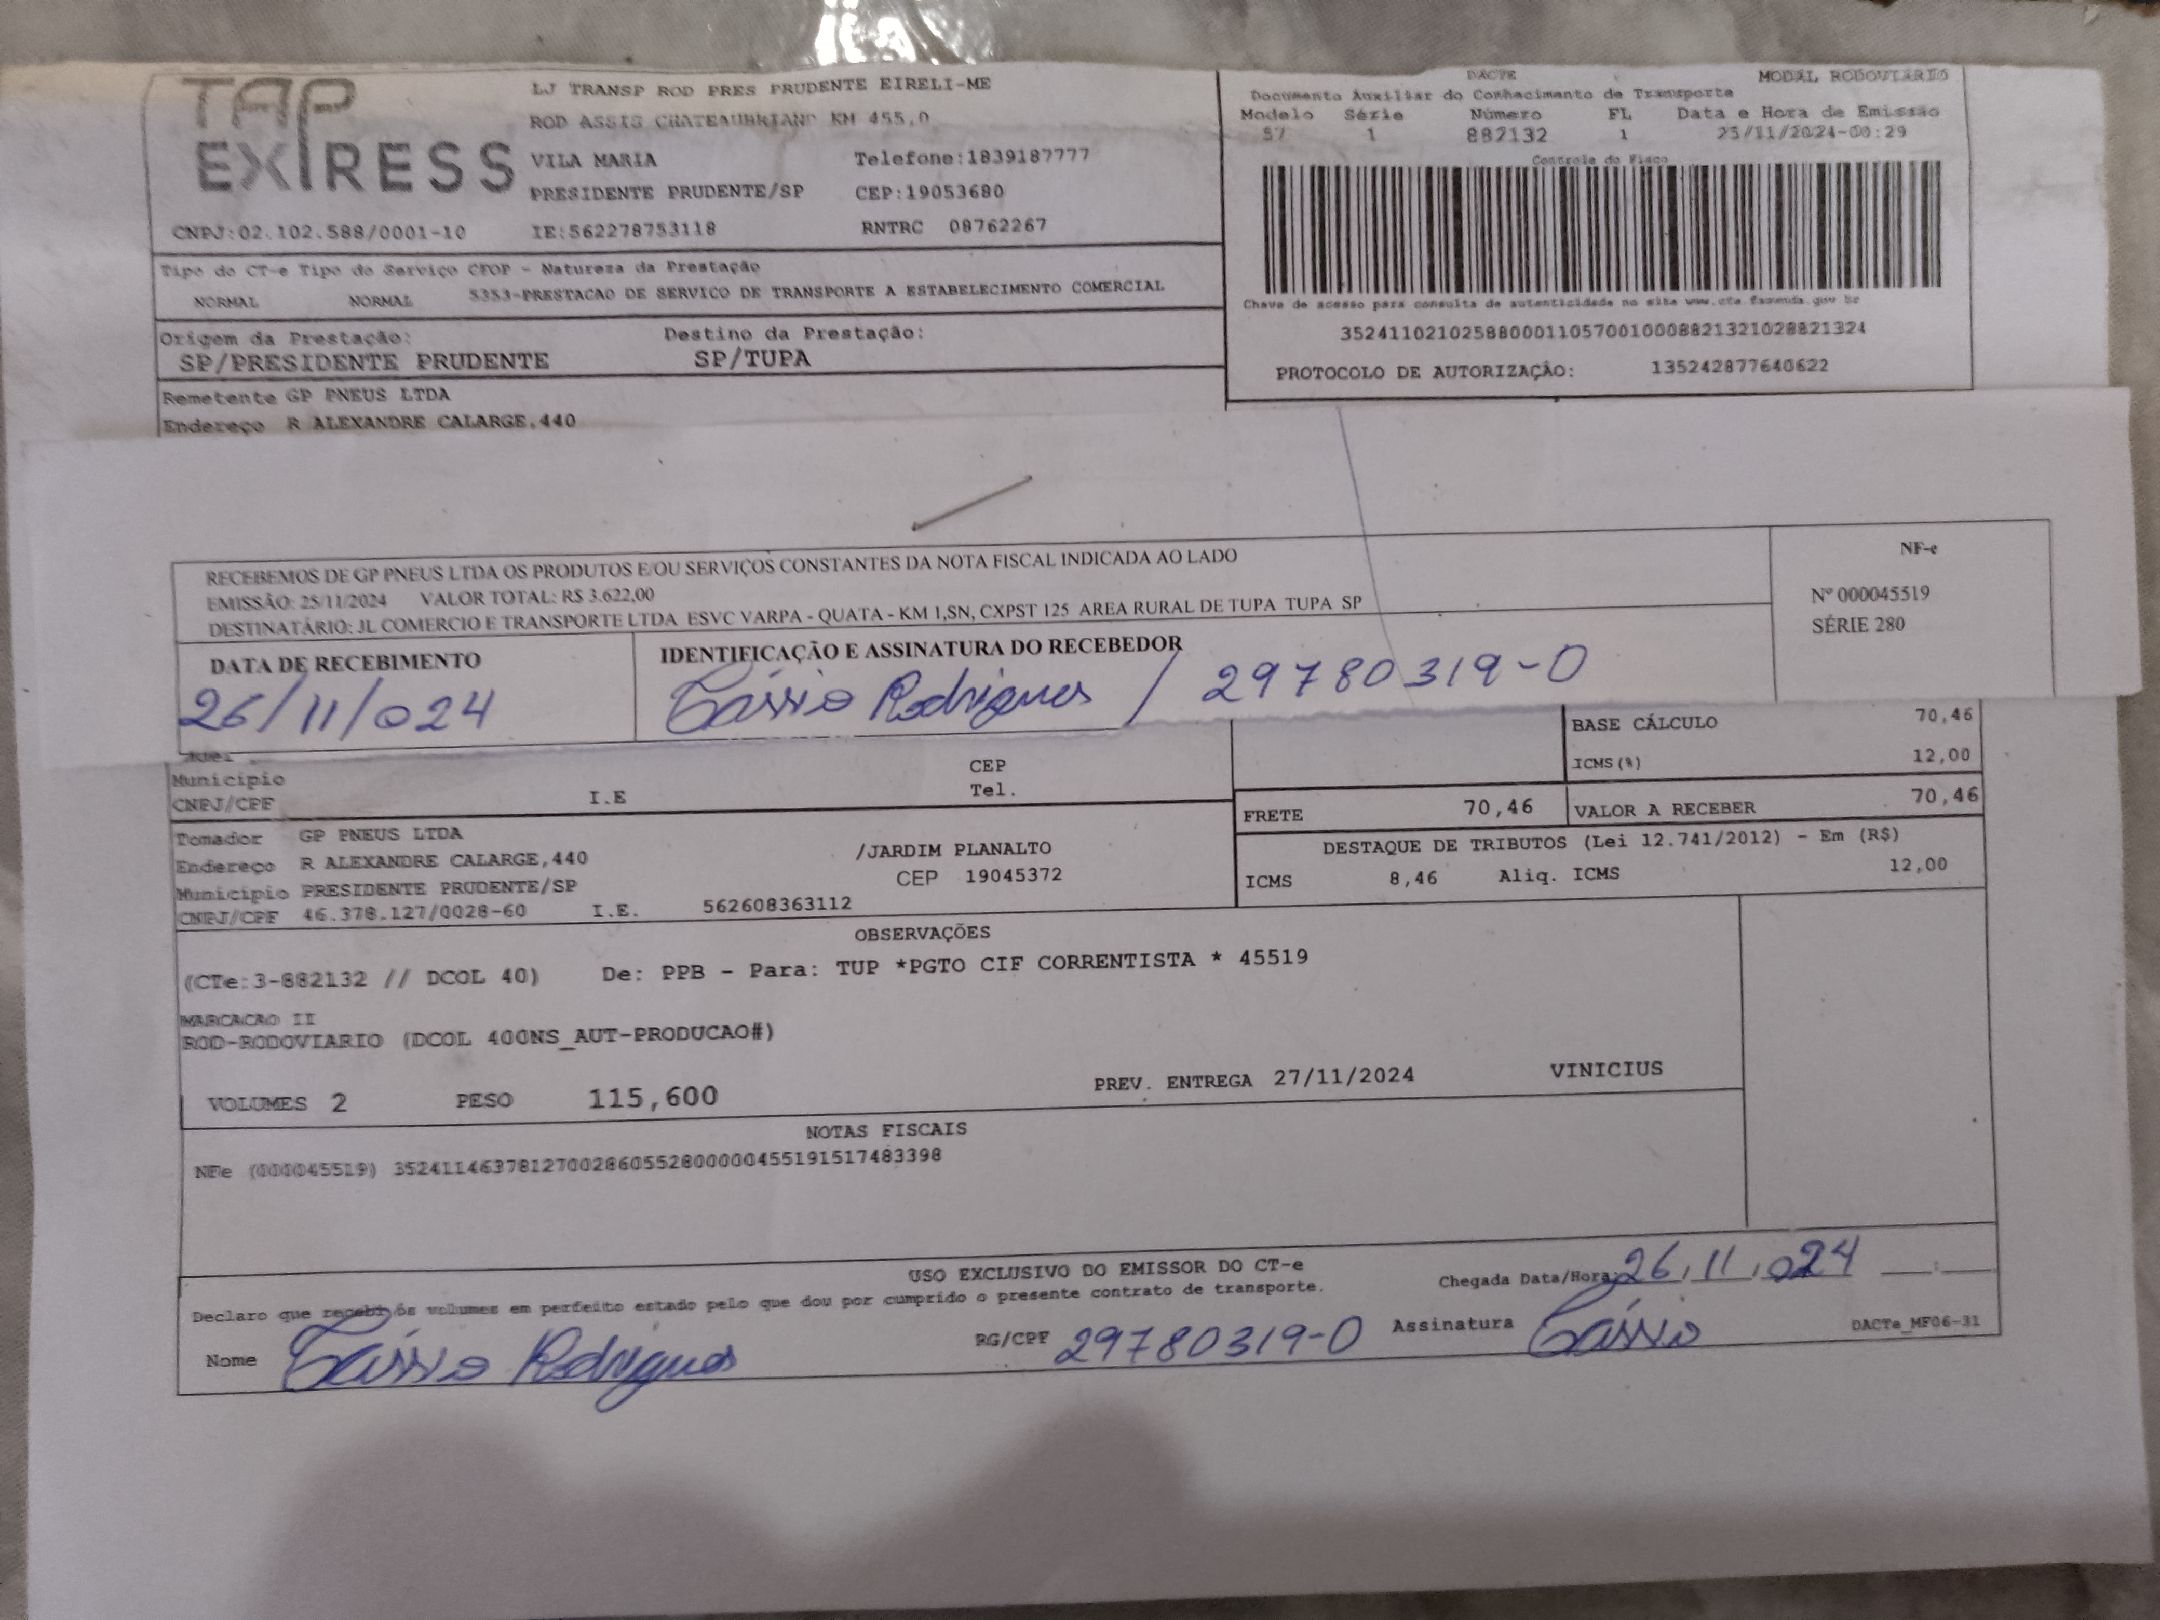 TAP EXPRESS
LJ TRANSP ROD PRES PRUDENTE EIRELI-ME
ROD ASSIS CHATEAUBRIAND KM 455,0
VILA MARIA Telefone:1839187777
PRESIDENTE PRUDENTE/SP CEP:19053680
CNPJ:02.102.588/0001-10 IE:562278753118 RNTRC 08762267
DACTE MODAL RODOVIÁRIO
Documento Auxiliar do Conhecimento de Transporte
Modelo Série Número FL Data e Hora de Emissão
57 1 882132 1 25/11/2024-00:29
Controle do Fisco
Chave de acesso para consulta de autenticidade no site www.cte.fazenda.gov br
35241102102588000110570010008821321028821324
PROTOCOLO DE AUTORIZAÇÃO: 135242877640622
Tipo do CT-e Tipo do Serviço CFOP - Natureza da Prestação
NORMAL NORMAL 5353-PRESTACAO DE SERVICO DE TRANSPORTE A ESTABELECIMENTO COMERCIAL
Origem da Prestação: Destino da Prestação:
SP/PRESIDENTE PRUDENTE SP/TUPA
Remetente GP PNEUS LTDA
Endereço R ALEXANDRE CALARGE,440
RECEBEMOS DE GP PNEUS LTDA OS PRODUTOS E/OU SERVIÇOS CONSTANTES DA NOTA FISCAL INDICADA AO LADO
EMISSÃO: 25/11/2024 VALOR TOTAL: R$ 3.622,00
DESTINATÁRIO: JL COMERCIO E TRANSPORTE LTDA ESVC VARPA - QUATA - KM 1,SN, CXPST 125 AREA RURAL DE TUPA TUPA SP
NF-e
Nº 000045519
SÉRIE 280
DATA DE RECEBIMENTO IDENTIFICAÇÃO E ASSINATURA DO RECEBEDOR
26/11/024 Cássio Rodrigues / 29780319-0
BASE CÁLCULO 70,46
ICMS(%) 12,00
Município CEP
CNPJ/CPF I.E Tel.
FRETE 70,46 VALOR A RECEBER 70,46
Tomador GP PNEUS LTDA
Endereço R ALEXANDRE CALARGE,440 /JARDIM PLANALTO
Município PRESIDENTE PRUDENTE/SP CEP 19045372
CNPJ/CPF 46.378.127/0028-60 I.E. 562608363112
DESTAQUE DE TRIBUTOS (Lei 12.741/2012) - Em (R$)
ICMS 8,46 Aliq. ICMS 12,00
OBSERVAÇÕES
(CTe:3-882132 // DCOL 40) De: PPB - Para: TUP *PGTO CIF CORRENTISTA * 45519
MARCACAO II
ROD-RODOVIARIO (DCOL 400NS_AUT-PRODUCAO#)
VOLUMES 2 PESO 115,600 PREV. ENTREGA 27/11/2024 VINICIUS
NOTAS FISCAIS
NFe (000045519) 35241146378127002860552800000455191517483398
USO EXCLUSIVO DO EMISSOR DO CT-e
Declaro que recebi os volumes em perfeito estado pelo que dou por cumprido o presente contrato de transporte.
Chegada Data/Hora: 26,11,024 __:__
Nome Cássio Rodrigues RG/CPF 29780319-0 Assinatura Cássio DACTe_MF06-31